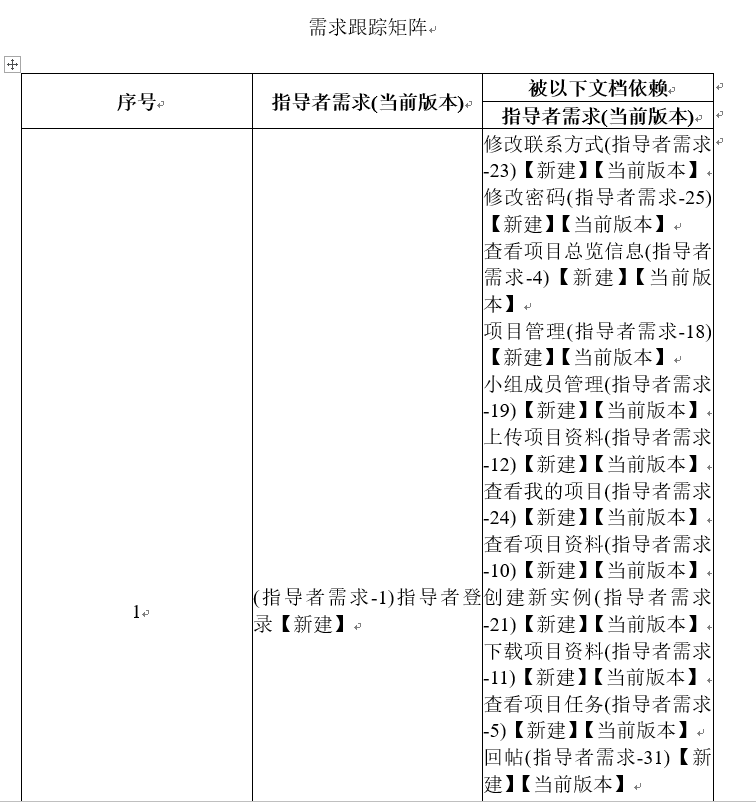 需求跟踪矩阵
序号
指导者需求(当前版本)
被以下文档依赖
指导者需求(当前版本)
1
(指导者需求-1)指导者登
录【新建】
修改联系方式(指导者需求
-23)【新建】【当前版本】
修改密码(指导者需求-25)
【新建】【当前版本】
查看项目总览信息(指导者
需求-4)【新建】【当前版
本】
项目管理(指导者需求-18)
【新建】【当前版本】
小组成员管理(指导者需求
-19)【新建】【当前版本】
上传项目资料(指导者需求
-12)【新建】【当前版本】
查看我的项目(指导者需求
-24)【新建】【当前版本】
查看项目资料(指导者需求
-10)【新建】【当前版本】
创建新实例(指导者需求
-21)【新建】【当前版本】
下载项目资料(指导者需求
-11)【新建】【当前版本】
查看项目任务(指导者需求
-5)【新建】【当前版本】
回帖(指导者需求-31)【新
建】【当前版本】